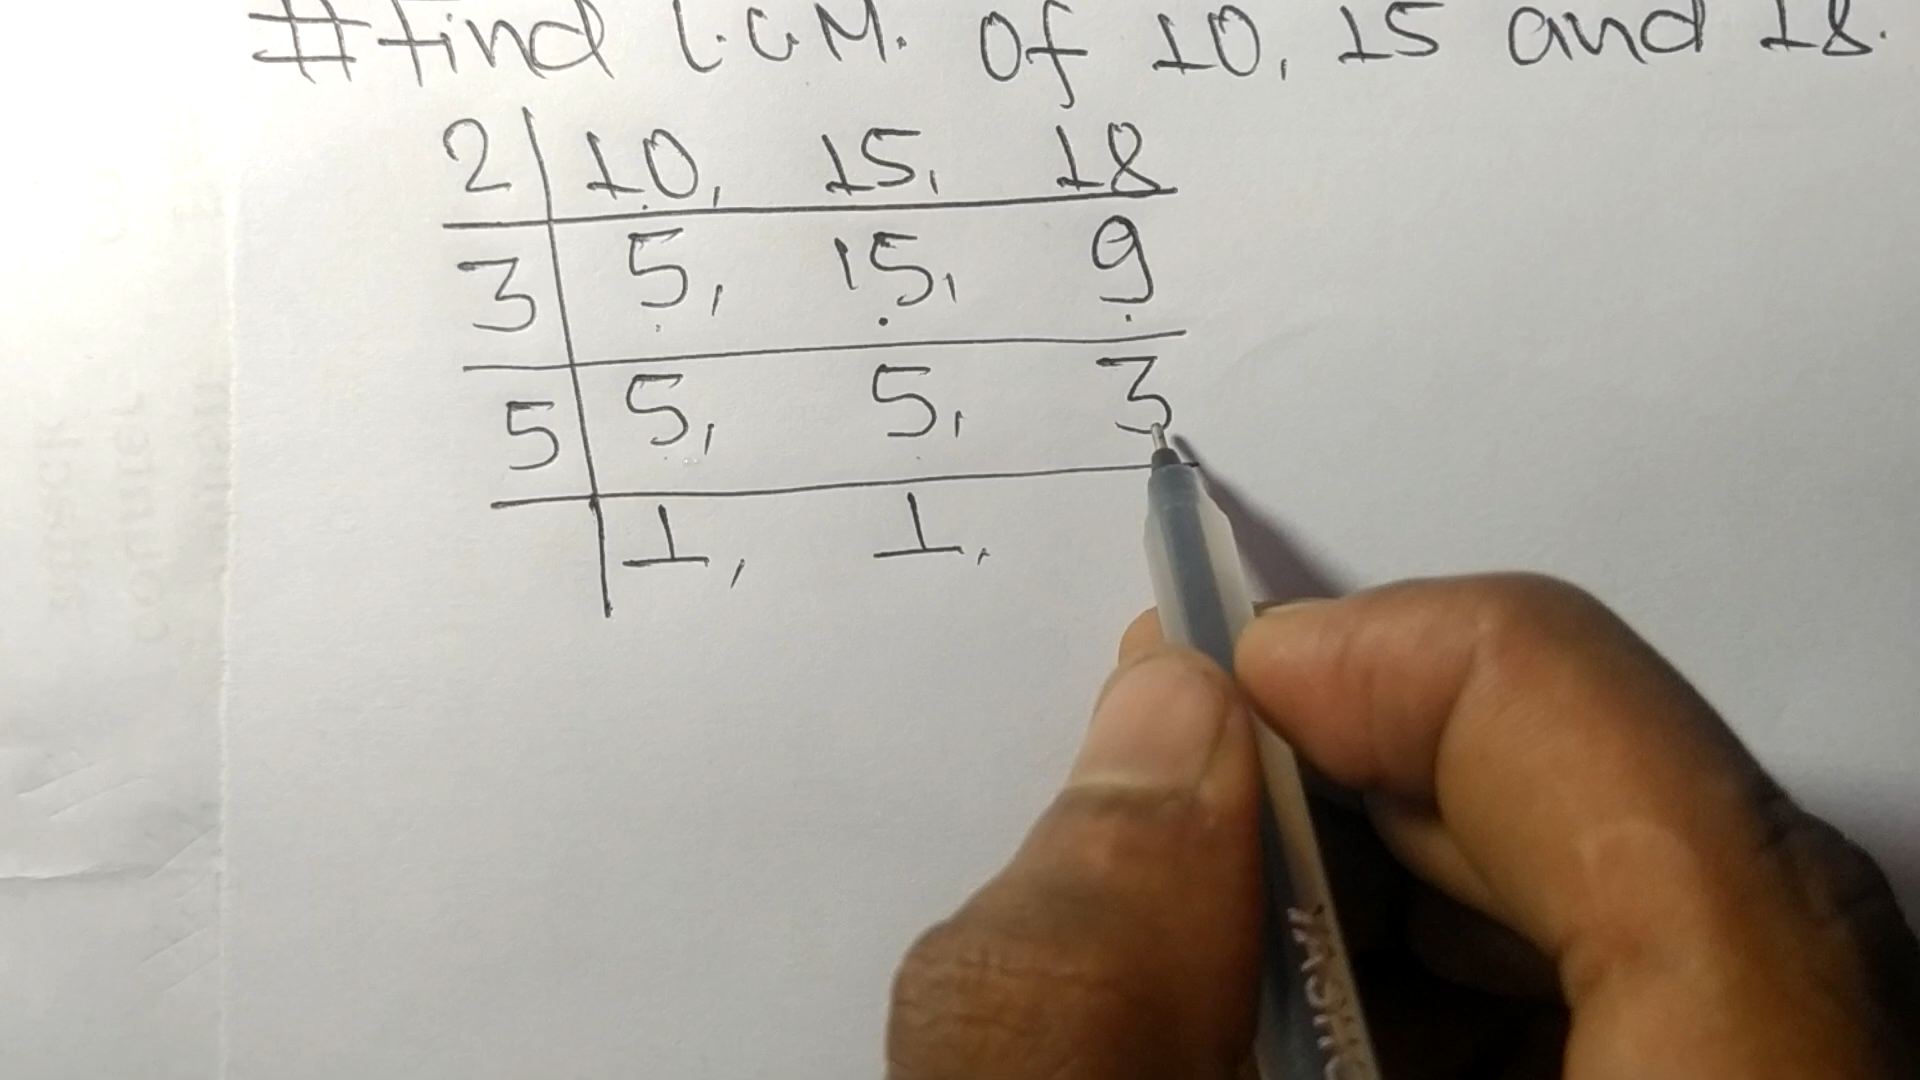 # find L.C.M. of 10, 15 and 18.
2 10, 15, 18
3 5, 15, 9
5 5, 5, 3
1, 1,